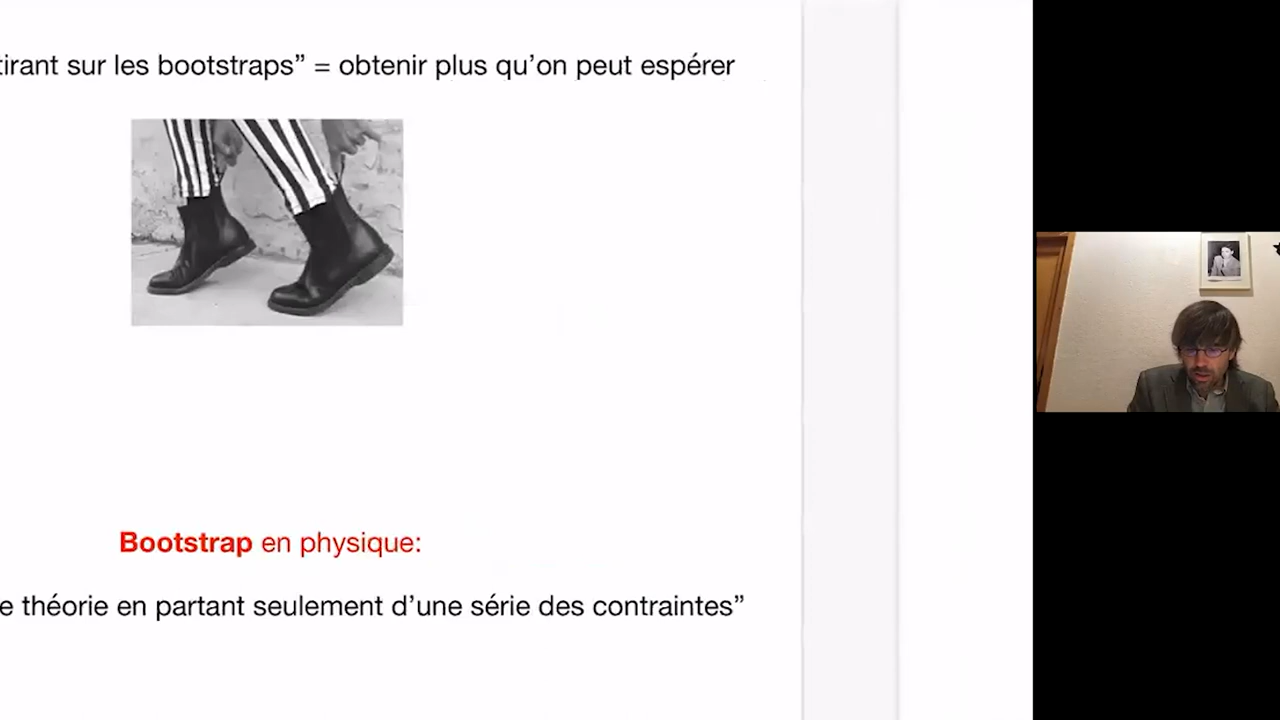 tirant sur les bootstraps” = obtenir plus qu’on peut espérer
Bootstrap en physique:
e théorie en partant seulement d’une série des contraintes”